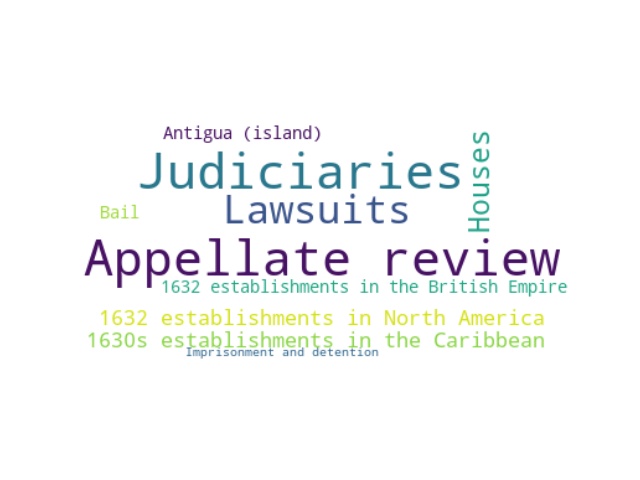 Antigua (island)
Judiciaries
Houses
Bail
Lawsuits
Appellate review
1632 establishments in the British Empire
1632 establishments in North America
1630s establishments in the Caribbean
Imprisonment and detention